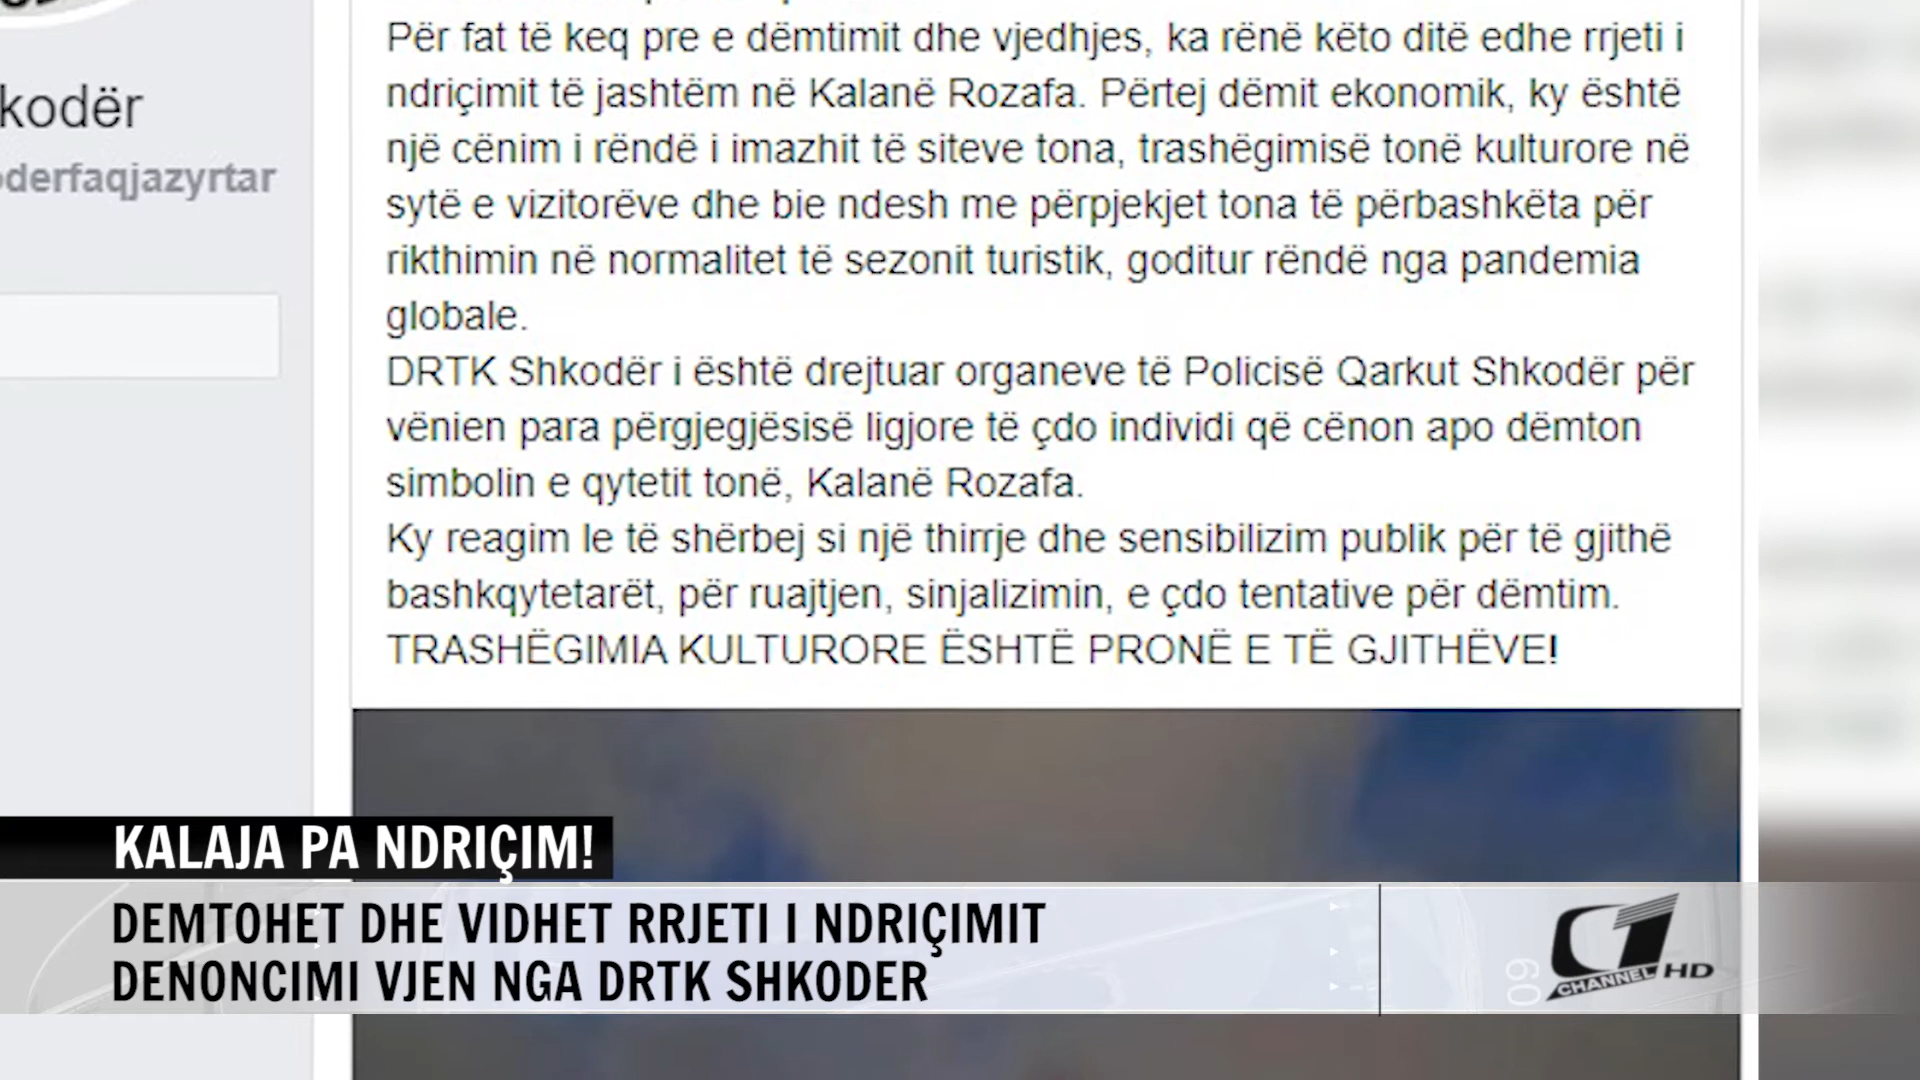 Për fat të keq pre e dëmtimit dhe vjedhjes, ka rënë këto ditë edhe rrjeti i
ndriçimit të jashtëm në Kalanë Rozafa. Përtej dëmit ekonomik, ky është
një cënim i rëndë i imazhit të siteve tona, trashëgimisë tonë kulturore në
sytë e vizitorëve dhe bie ndesh me përpjekjet tona të përbashkëta për
rikthimin në normalitet të sezonit turistik, goditur rëndë nga pandemia
globale.
DRTK Shkodër i është drejtuar organeve të Policisë Qarkut Shkodër për
vënien para përgjegjësisë ligjore të çdo individi që cënon apo dëmton
simbolin e qytetit tonë, Kalanë Rozafa.
Ky reagim le të shërbej si një thirrje dhe sensibilizim publik për të gjithë
bashkqytetarët, për ruajtjen, sinjalizimin, e çdo tentative për dëmtim.
TRASHËGIMIA KULTURORE ËSHTË PRONË E TË GJITHËVE!
kodër
derfaqjazyrtar
KALAJA PA NDRIÇIM!
DEMTOHET DHE VIDHET RRJETI I NDRIÇIMIT
DENONCIMI VJEN NGA DRTK SHKODER
09
C1
CHANNEL HD